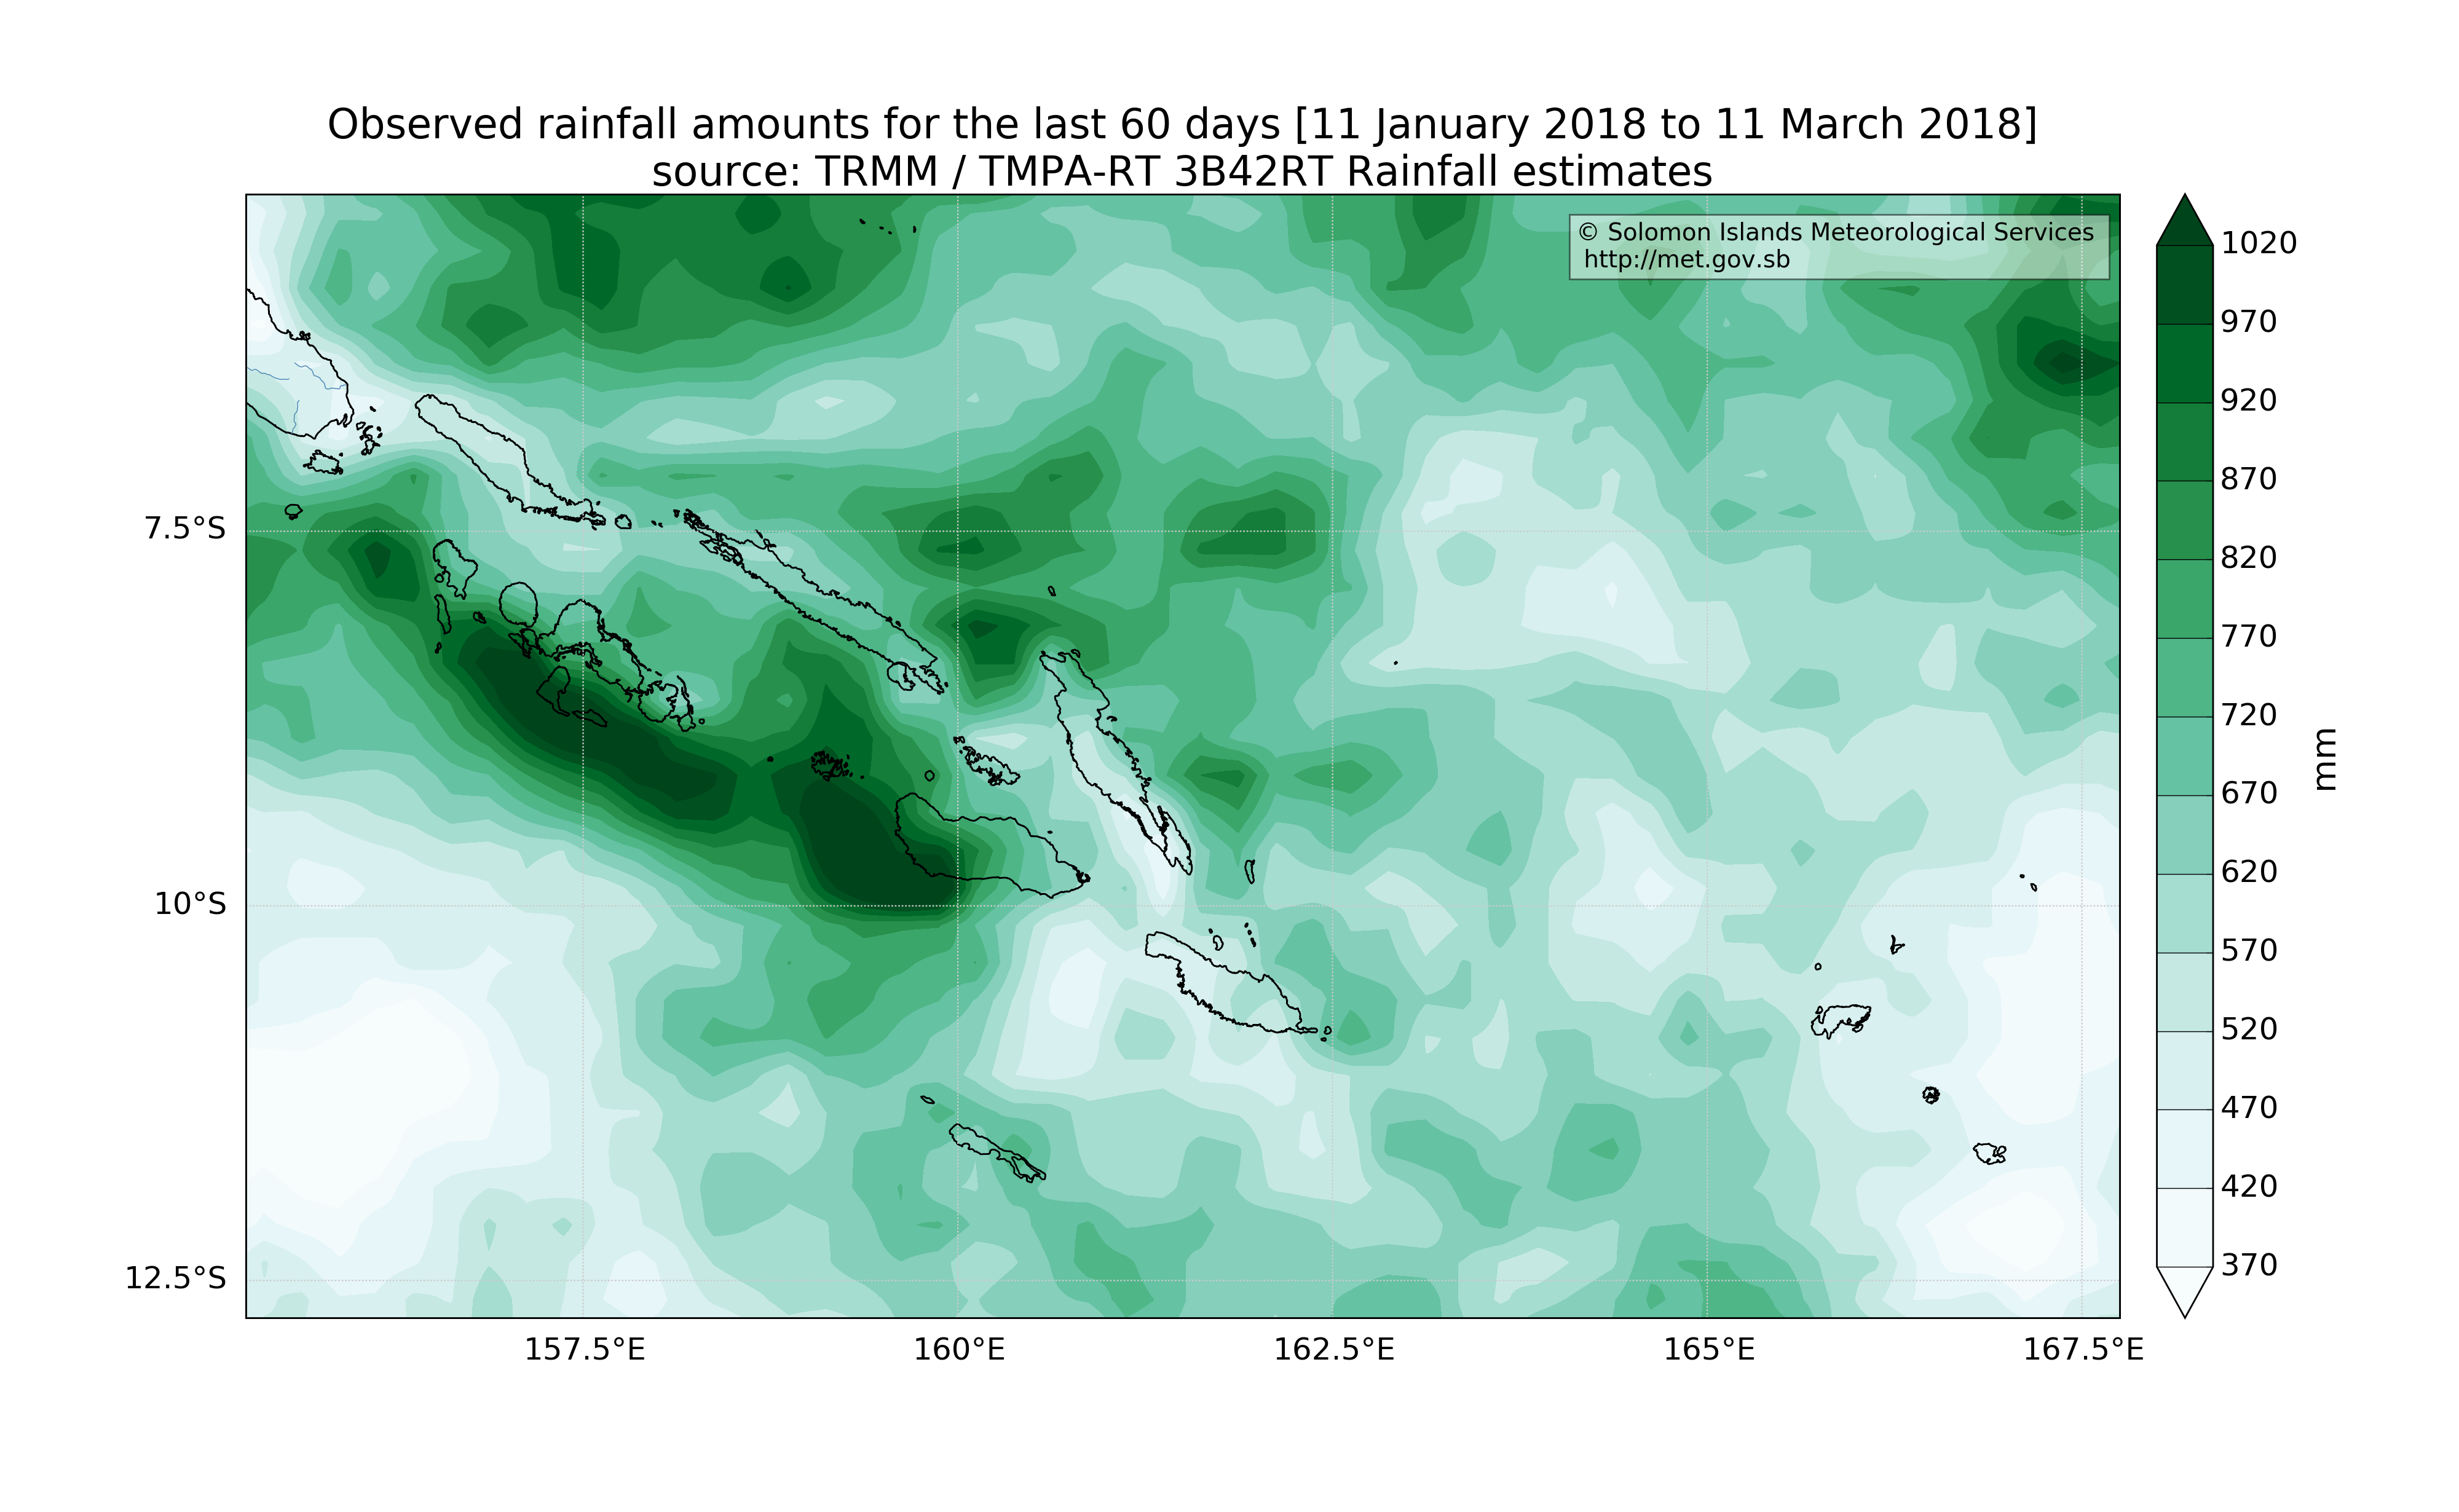 Observed rainfall amounts for the last 60 days [11 January 2018 to 11 March 2018]
source: TRMM / TMPA-RT 3B42RT Rainfall estimates
© Solomon Islands Meteorological Services
http://met.gov.sb
7.5°S
10°S
12.5°S
157.5°E
160°E
162.5°E
165°E
167.5°E
1020
970
920
870
820
770
720
670
620
570
520
470
420
370
mm